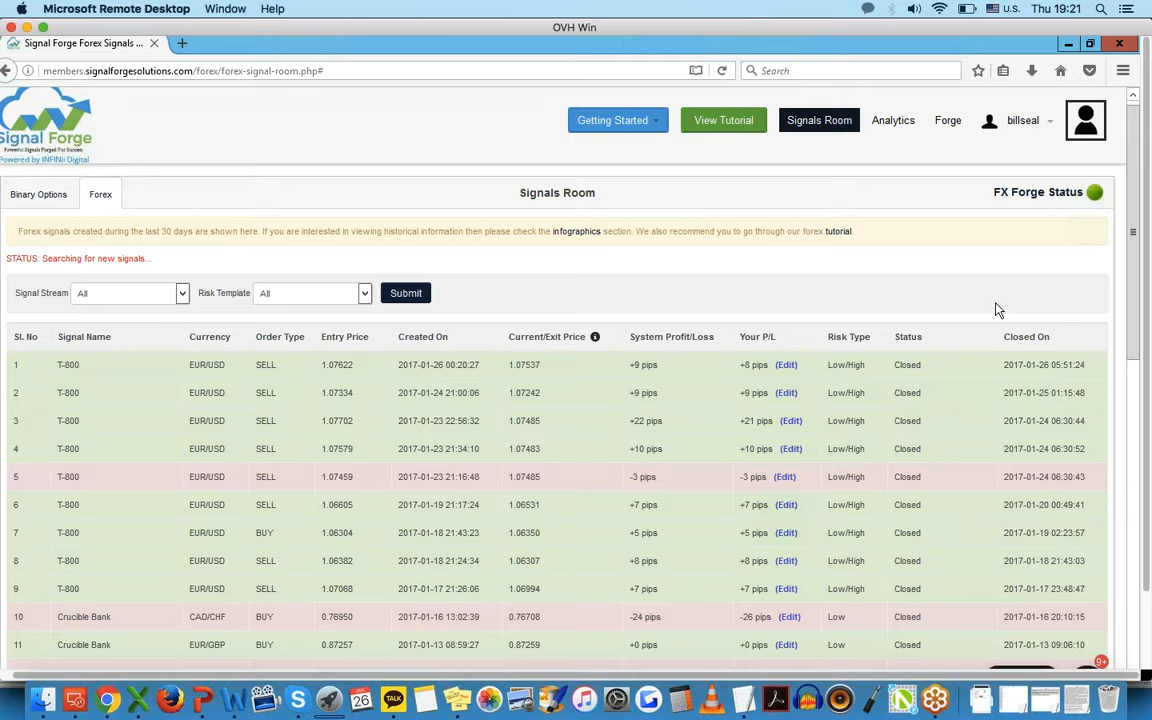 Microsoft Remote Desktop Window Help U.S. Thu 19:21
OVH Win
Signal Forge Forex Signals ...
members.signalforgesolutions.com/forex/forex-signal-room.php# Search
Signal Forge
Powerful Signals Forged For Success
Powered by INFINii Digital
Getting Started View Tutorial Signals Room Analytics Forge billseal
Binary Options Forex Signals Room FX Forge Status
Forex signals created during the last 30 days are shown here. If you are interested in viewing historical information then please check the infographics section. We also recommend you to go through our forex tutorial.
STATUS: Searching for new signals...
Signal Stream All Risk Template All Submit
Sl. No Signal Name Currency Order Type Entry Price Created On Current/Exit Price System Profit/Loss Your P/L Risk Type Status Closed On
1 T-800 EUR/USD SELL 1.07622 2017-01-26 00:20:27 1.07537 +9 pips +8 pips (Edit) Low/High Closed 2017-01-26 05:51:24
2 T-800 EUR/USD SELL 1.07334 2017-01-24 21:00:06 1.07242 +9 pips +9 pips (Edit) Low/High Closed 2017-01-25 01:15:48
3 T-800 EUR/USD SELL 1.07702 2017-01-23 22:56:32 1.07485 +22 pips +21 pips (Edit) Low/High Closed 2017-01-24 06:30:44
4 T-800 EUR/USD SELL 1.07579 2017-01-23 21:34:10 1.07483 +10 pips +10 pips (Edit) Low/High Closed 2017-01-24 06:30:52
5 T-800 EUR/USD SELL 1.07459 2017-01-23 21:16:48 1.07485 -3 pips -3 pips (Edit) Low/High Closed 2017-01-24 06:30:43
6 T-800 EUR/USD SELL 1.06605 2017-01-19 21:17:24 1.06531 +7 pips +7 pips (Edit) Low/High Closed 2017-01-20 00:49:41
7 T-800 EUR/USD BUY 1.06304 2017-01-18 21:43:23 1.06350 +5 pips +5 pips (Edit) Low/High Closed 2017-01-19 02:23:57
8 T-800 EUR/USD SELL 1.06382 2017-01-18 21:24:34 1.06307 +8 pips +8 pips (Edit) Low/High Closed 2017-01-18 21:43:03
9 T-800 EUR/USD SELL 1.07068 2017-01-17 21:26:06 1.06994 +7 pips +7 pips (Edit) Low/High Closed 2017-01-17 23:48:47
10 Crucible Bank CAD/CHF BUY 0.76950 2017-01-16 13:02:39 0.76708 -24 pips -26 pips (Edit) Low Closed 2017-01-16 20:10:15
11 Crucible Bank EUR/GBP BUY 0.87257 2017-01-13 08:59:27 0.87259 +0 pips +0 pips (Edit) Low Closed 2017-01-13 09:06:10
9+
26 TALK